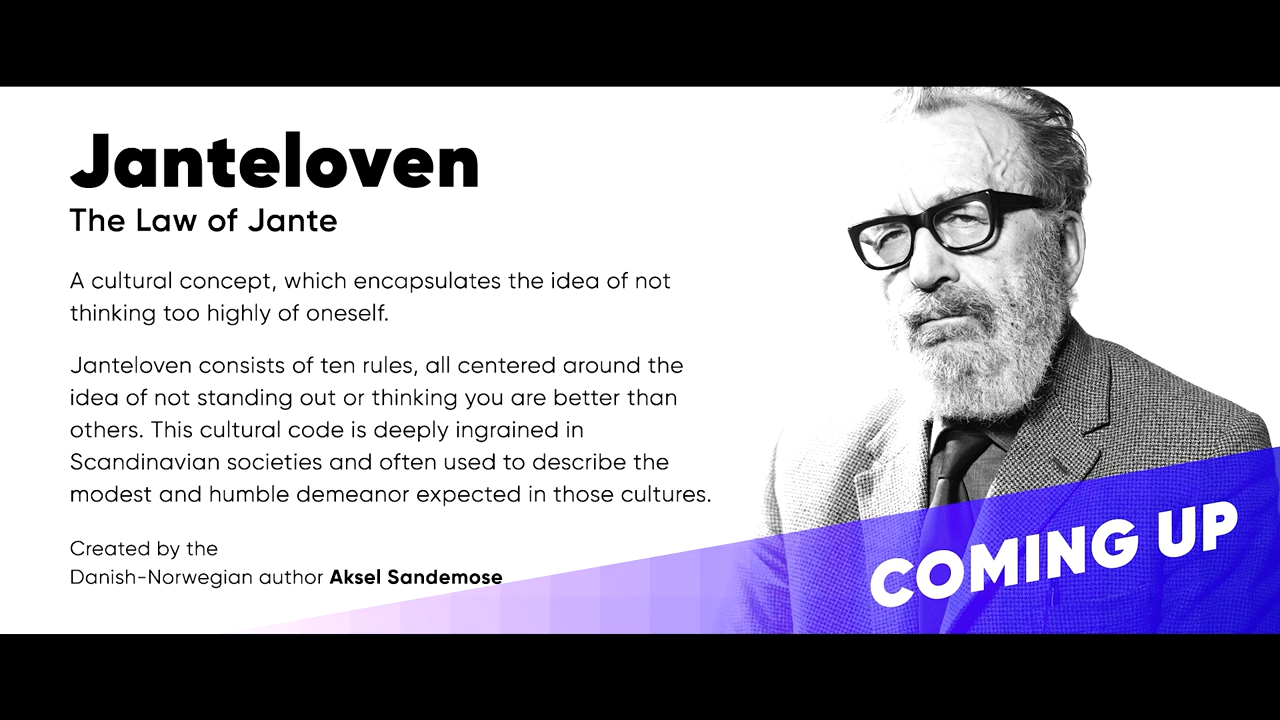 Janteloven
The Law of Jante
A cultural concept, which encapsulates the idea of not
thinking too highly of oneself.
Janteloven consists of ten rules, all centered around the
idea of not standing out or thinking you are better than
others. This cultural code is deeply ingrained in
Scandinavian societies and often used to describe the
modest and humble demeanor expected in those cultures.
Created by the
Danish-Norwegian author Aksel Sandemose
COMING UP